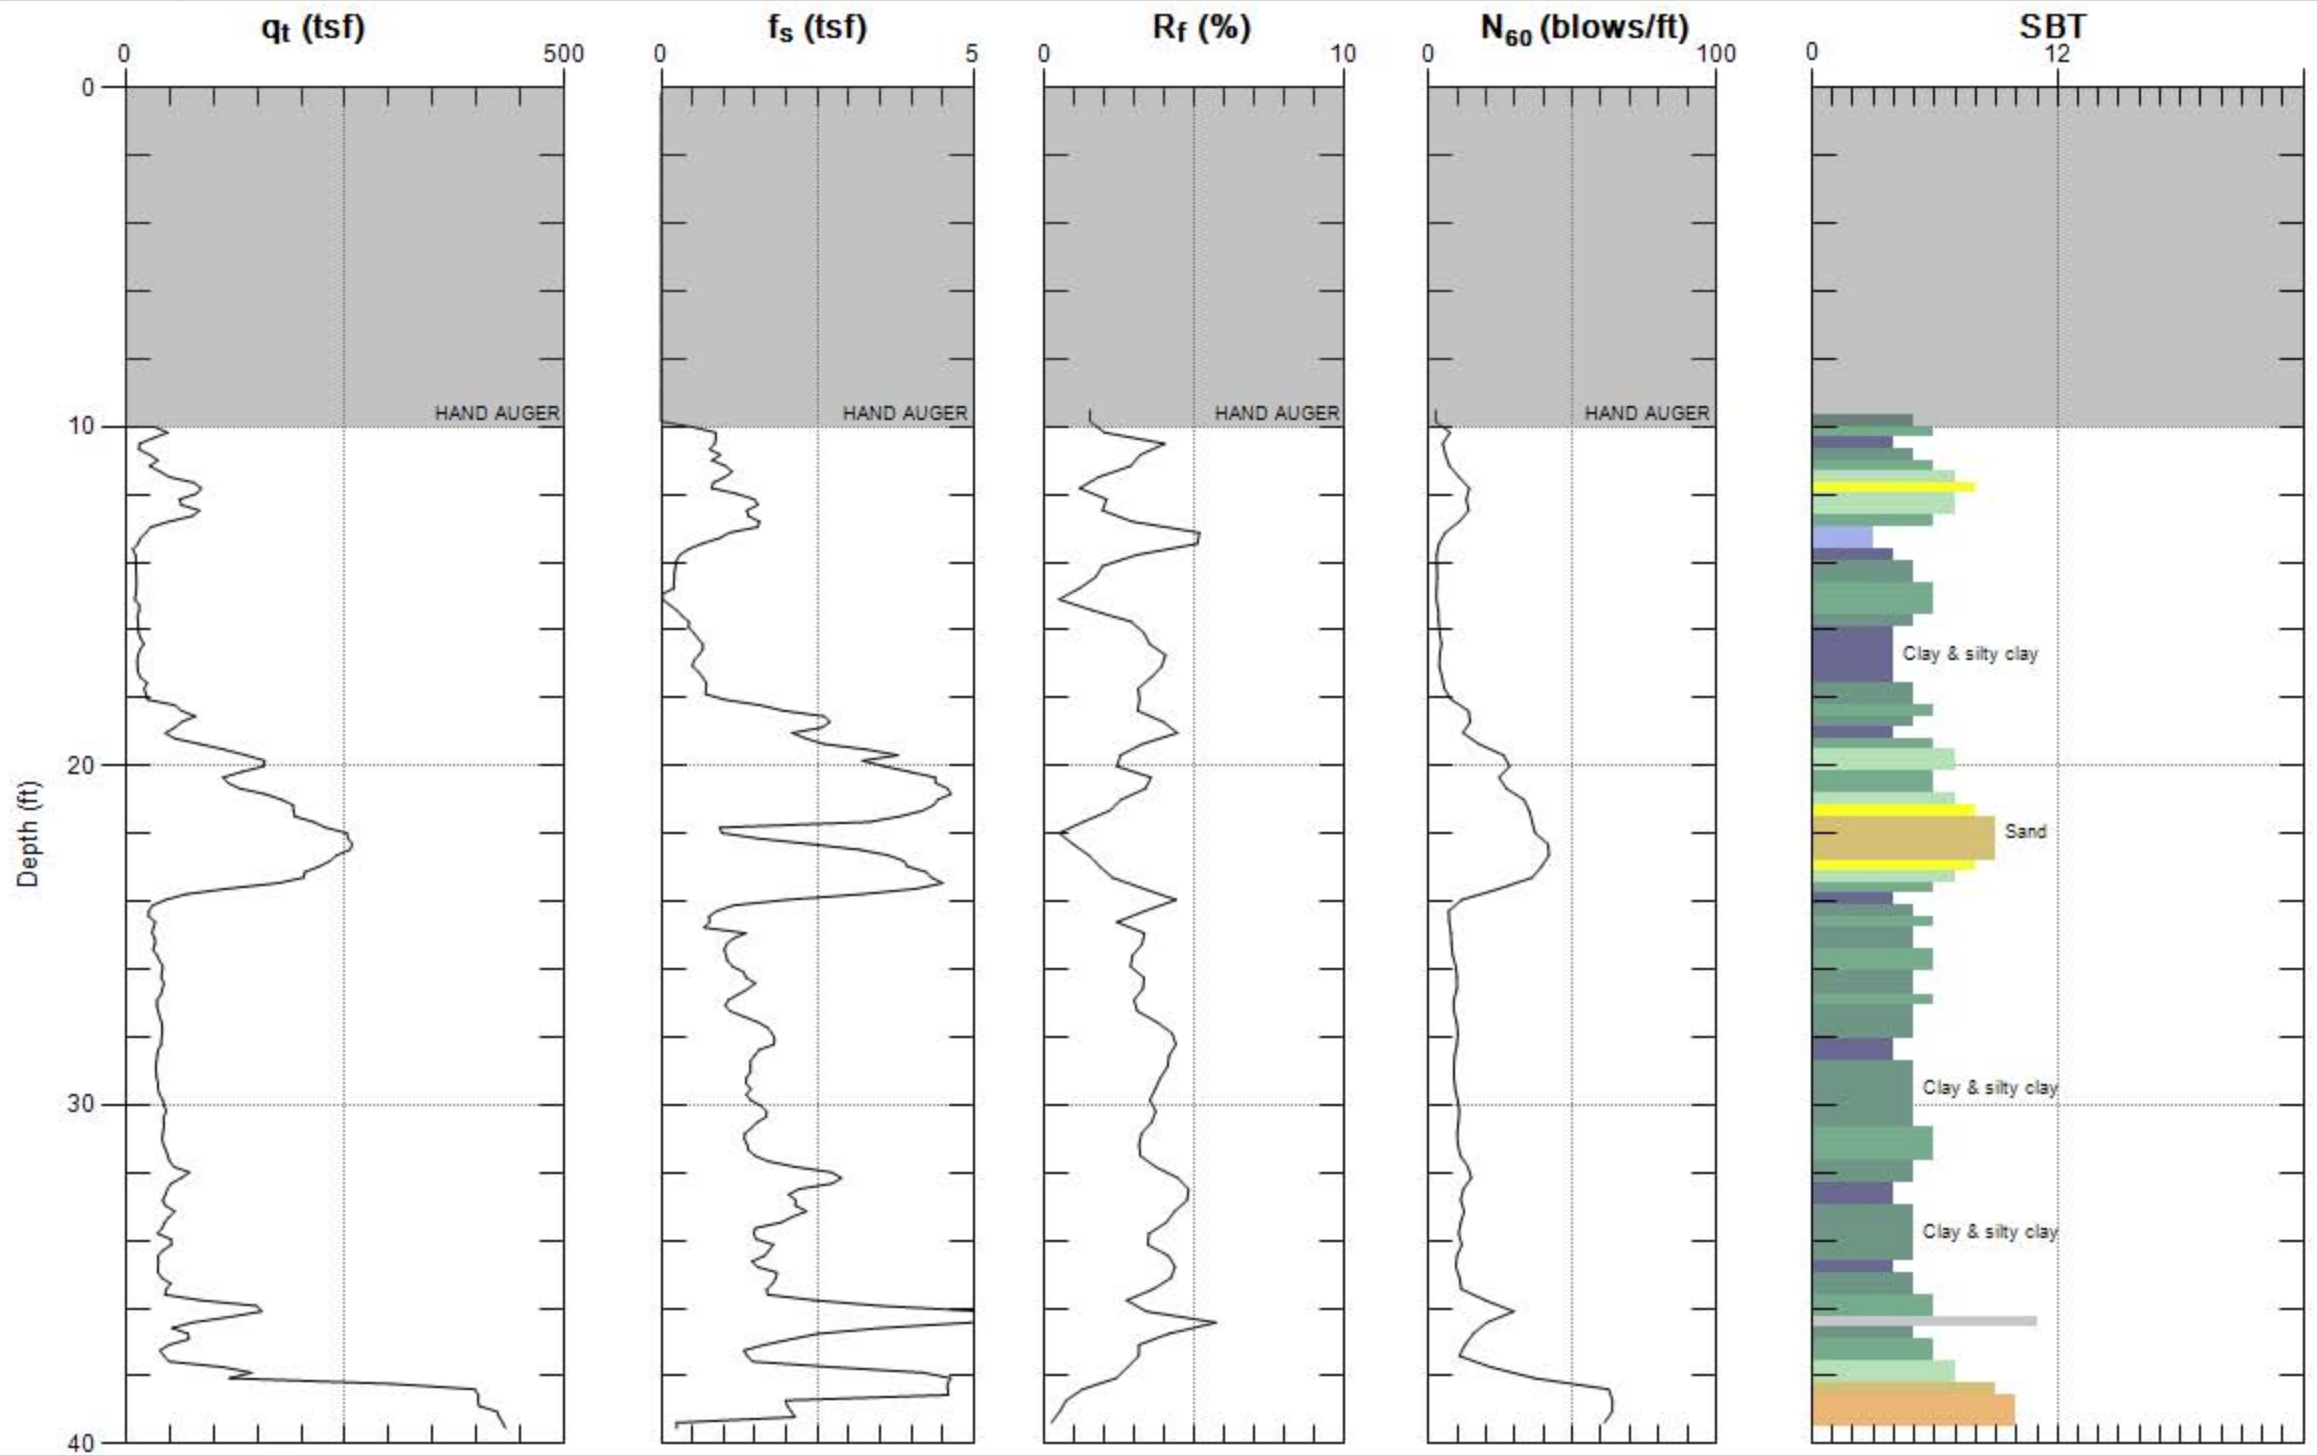 qt (tsf) fs (tsf) Rf (%) N60 (blows/ft) SBT
0 500 0 5 0 10 0 100 0 12
0
HAND AUGER HAND AUGER HAND AUGER HAND AUGER
10
Clay & silty clay
20
Sand
Depth (ft)
Clay & silty clay
30
Clay & silty clay
40